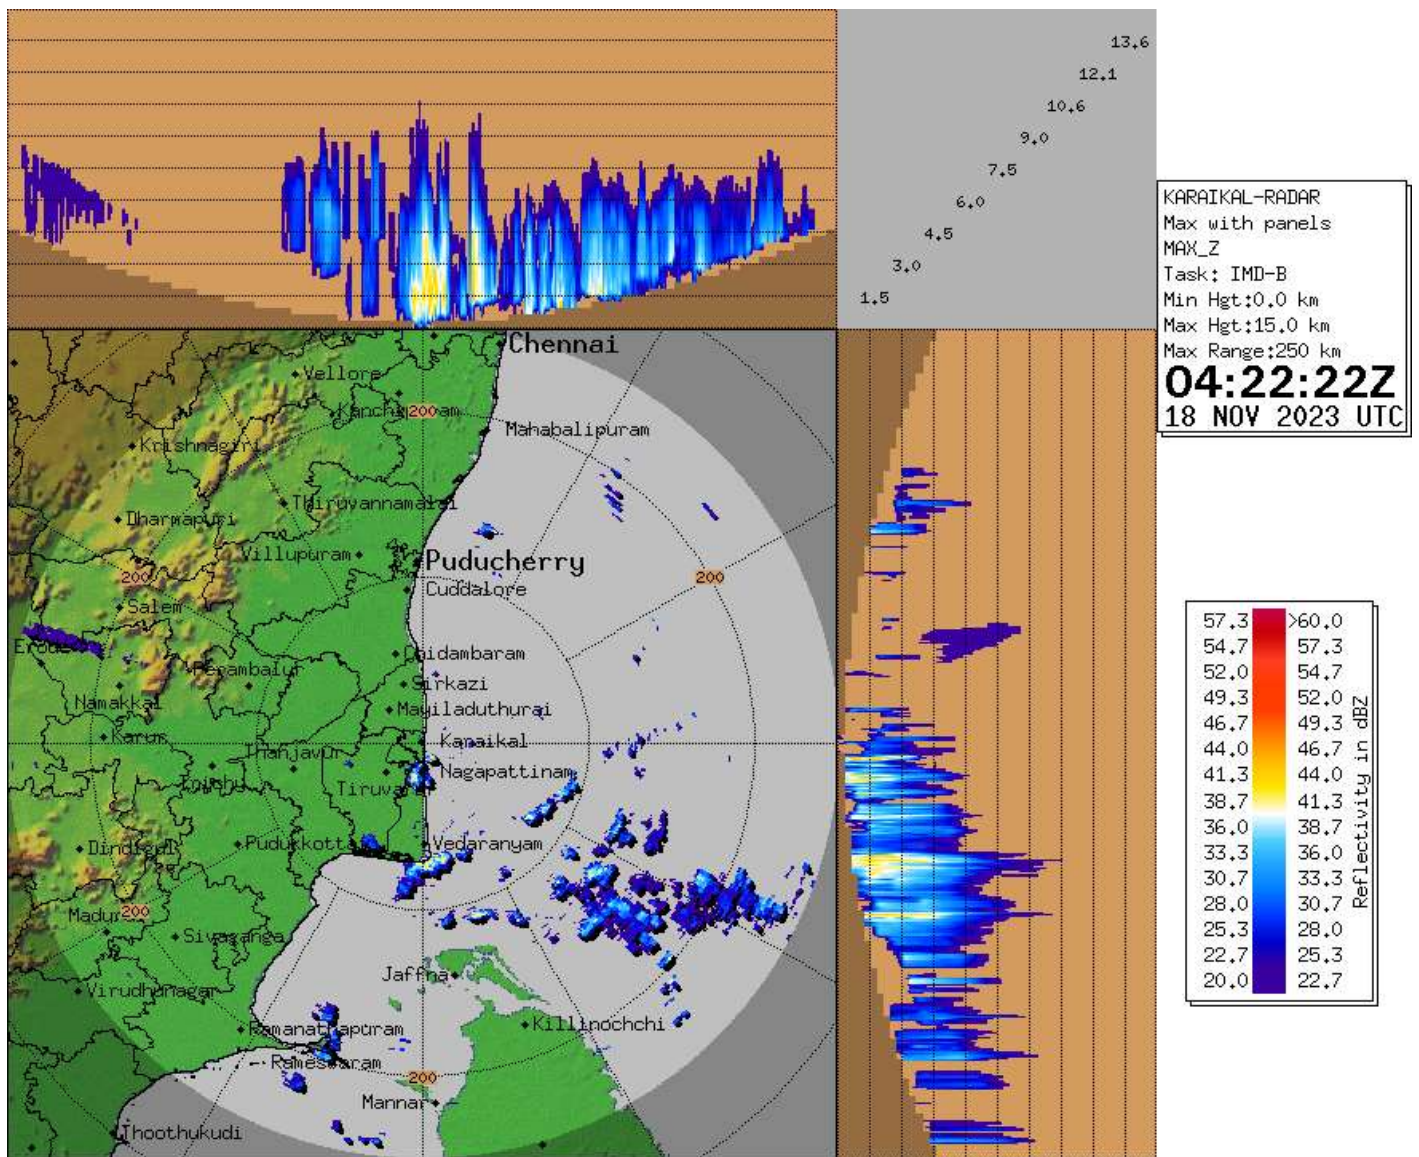 13.6
12.1
10.6
9.0
7.5
6.0
4.5
3.0
1.5
KARAIKAL-RADAR
Max with panels
MAX_Z
Task: IMD-B
Min Hgt:0.0 km
Max Hgt:15.0 km
Max Range:250 km
04:22:22Z
18 NOV 2023 UTC
Chennai
Vellore
200
Mahabalipuram
Krishnagiri
Thiruvannamalai
Dharmapuri
Villupuram
Puducherry
200
200
Cuddalore
Salem
Erode
Chidambaram
Perambalur
Sirkazi
Namakkal
Mayiladuthurai
Karur
Karaikal
Thanjavur
Nagapattinam
Dindigul
Pudukkotta
Vedaranyam
200
Sivaganga
Jaffna
Virudhunagar
Ramanathapuram
Killinochchi
Rameswaram
200
Mannar
Thoothukudi
57.3 >60.0
54.7 57.3
52.0 54.7
49.3 52.0
46.7 49.3
44.0 46.7
41.3 44.0
38.7 41.3
36.0 38.7
33.3 36.0
30.7 33.3
28.0 30.7
25.3 28.0
22.7 25.3
20.0 22.7
Reflectivity in dBZ